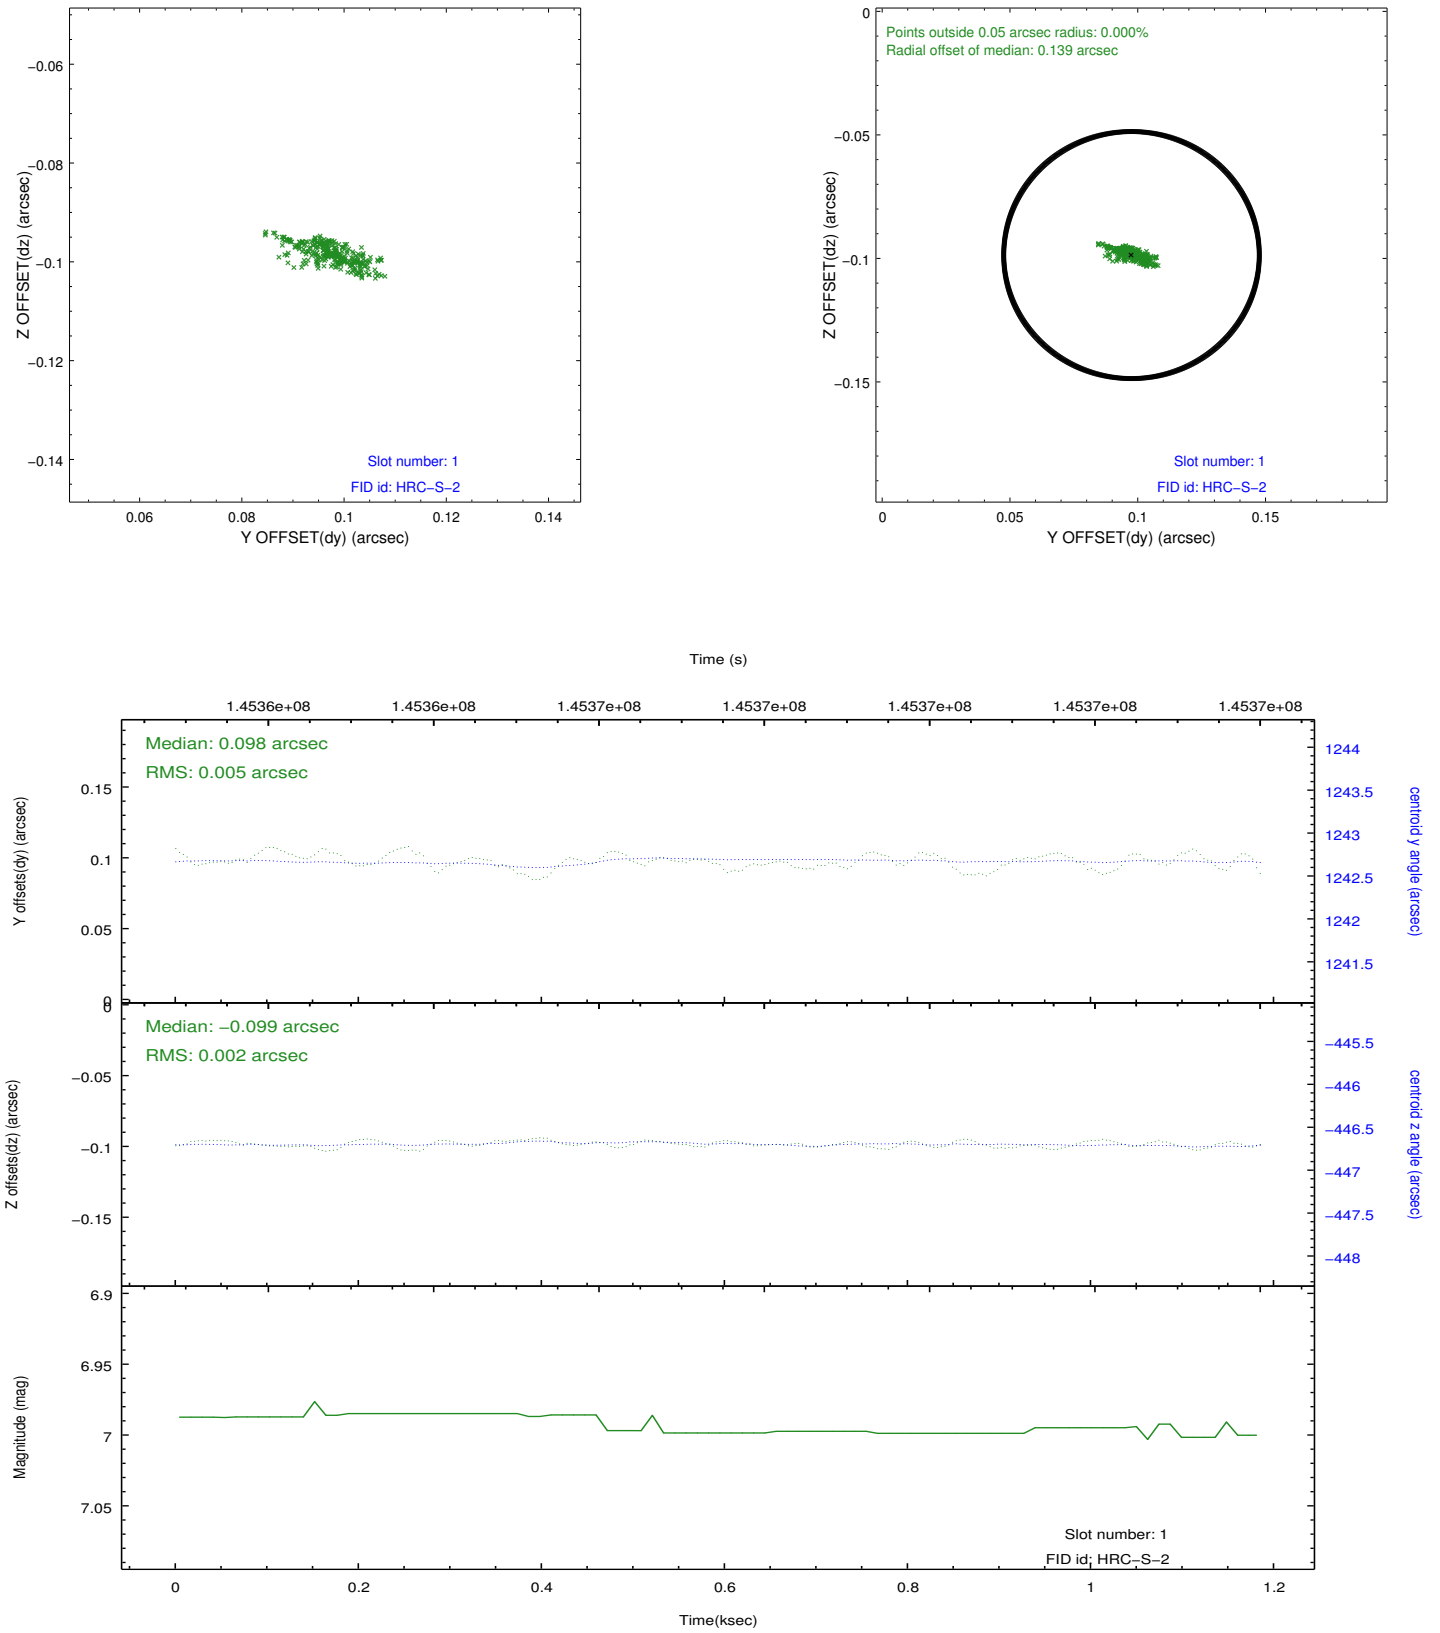 −0.06
−0.08
−0.1
−0.12
−0.14
Z OFFSET(dz) (arcsec)
Slot number: 1
FID id: HRC−S−2
0.06 0.08 0.1 0.12 0.14
Y OFFSET(dy) (arcsec)
Points outside 0.05 arcsec radius: 0.000%
Radial offset of median: 0.139 arcsec
0
−0.05
−0.1
−0.15
Z OFFSET(dz) (arcsec)
Slot number: 1
FID id: HRC−S−2
0 0.05 0.1 0.15
Y OFFSET(dy) (arcsec)
Time (s)
1.4536e+08 1.4536e+08 1.4537e+08 1.4537e+08 1.4537e+08 1.4537e+08 1.4537e+08
Median: 0.098 arcsec
RMS: 0.005 arcsec
0.15
0.1
0.05
0
Y offsets(dy) (arcsec)
1244
1243.5
1243
1242.5
1242
1241.5
centroid y angle (arcsec)
Median: −0.099 arcsec
RMS: 0.002 arcsec
0
−0.05
−0.1
−0.15
Z offsets(dz) (arcsec)
−445.5
−446
−446.5
−447
−447.5
−448
centroid z angle (arcsec)
6.9
6.95
7
7.05
Magnitude (mag)
Slot number: 1
FID id: HRC−S−2
0 0.2 0.4 0.6 0.8 1 1.2
Time(ksec)